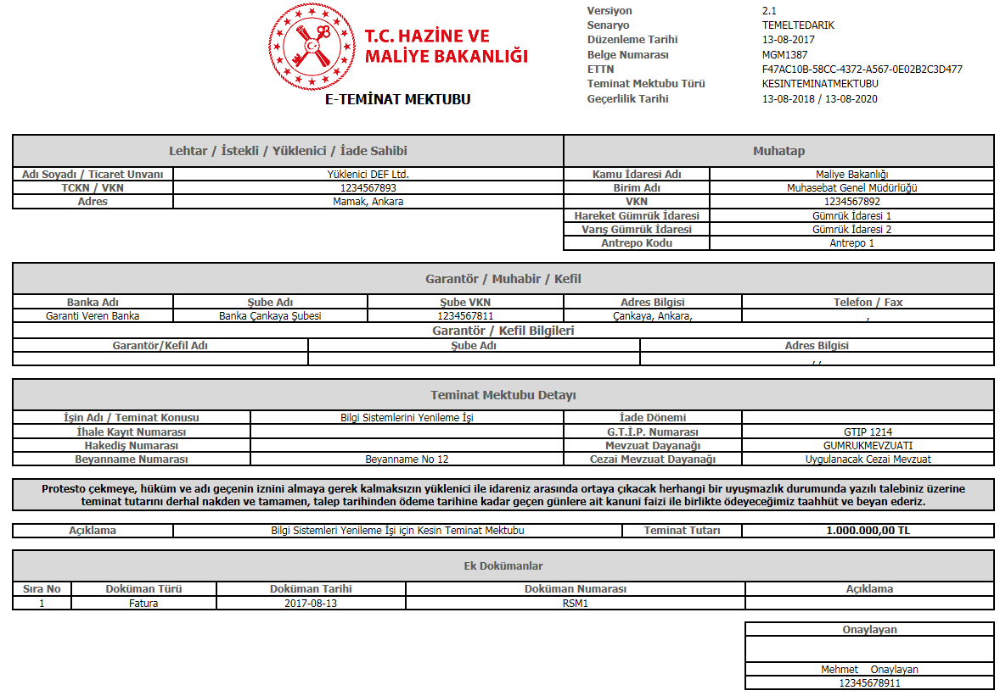 T.C. HAZİNE VE
MALİYE BAKANLIĞI
E-TEMİNAT MEKTUBU
Versiyon 2.1
Senaryo TEMELTEDARIK
Düzenleme Tarihi 13-08-2017
Belge Numarası MGM1387
ETTN F47AC10B-58CC-4372-A567-0E02B2C3D477
Teminat Mektubu Türü KESINTEMINATMEKTUBU
Geçerlilik Tarihi 13-08-2018 / 13-08-2020
Lehtar / İstekli / Yüklenici / İade Sahibi
Adı Soyadı / Ticaret Unvanı Yüklenici DEF Ltd.
TCKN / VKN 1234567893
Adres Mamak, Ankara
Muhatap
Kamu İdaresi Adı Maliye Bakanlığı
Birim Adı Muhasebat Genel Müdürlüğü
VKN 1234567892
Hareket Gümrük İdaresi Gümrük İdaresi 1
Varış Gümrük İdaresi Gümrük İdaresi 2
Antrepo Kodu Antrepo 1
Garantör / Muhabir / Kefil
Banka Adı Şube Adı Şube VKN Adres Bilgisi Telefon / Fax
Garanti Veren Banka Banka Çankaya Şubesi 1234567811 Çankaya, Ankara, ,
Garantör / Kefil Bilgileri
Garantör/Kefil Adı Şube Adı Adres Bilgisi
, ,
Teminat Mektubu Detayı
İşin Adı / Teminat Konusu Bilgi Sistemlerini Yenileme İşi İade Dönemi
İhale Kayıt Numarası G.T.İ.P. Numarası GTIP 1214
Hakediş Numarası Mevzuat Dayanağı GUMRUKMEVZUATI
Beyanname Numarası Beyanname No 12 Cezai Mevzuat Dayanağı Uygulanacak Cezai Mevzuat
Protesto çekmeye, hüküm ve adı geçenin iznini almaya gerek kalmaksızın yüklenici ile idareniz arasında ortaya çıkacak herhangi bir uyuşmazlık durumunda yazılı talebiniz üzerine
teminat tutarını derhal nakden ve tamamen, talep tarihinden ödeme tarihine kadar geçen günlere ait kanuni faizi ile birlikte ödeyeceğimiz taahhüt ve beyan ederiz.
Açıklama Bilgi Sistemleri Yenileme İşi için Kesin Teminat Mektubu Teminat Tutarı 1.000.000,00 TL
Ek Dokümanlar
Sıra No Doküman Türü Doküman Tarihi Doküman Numarası Açıklama
1 Fatura 2017-08-13 RSM1
Onaylayan
Mehmet Onaylayan
12345678911